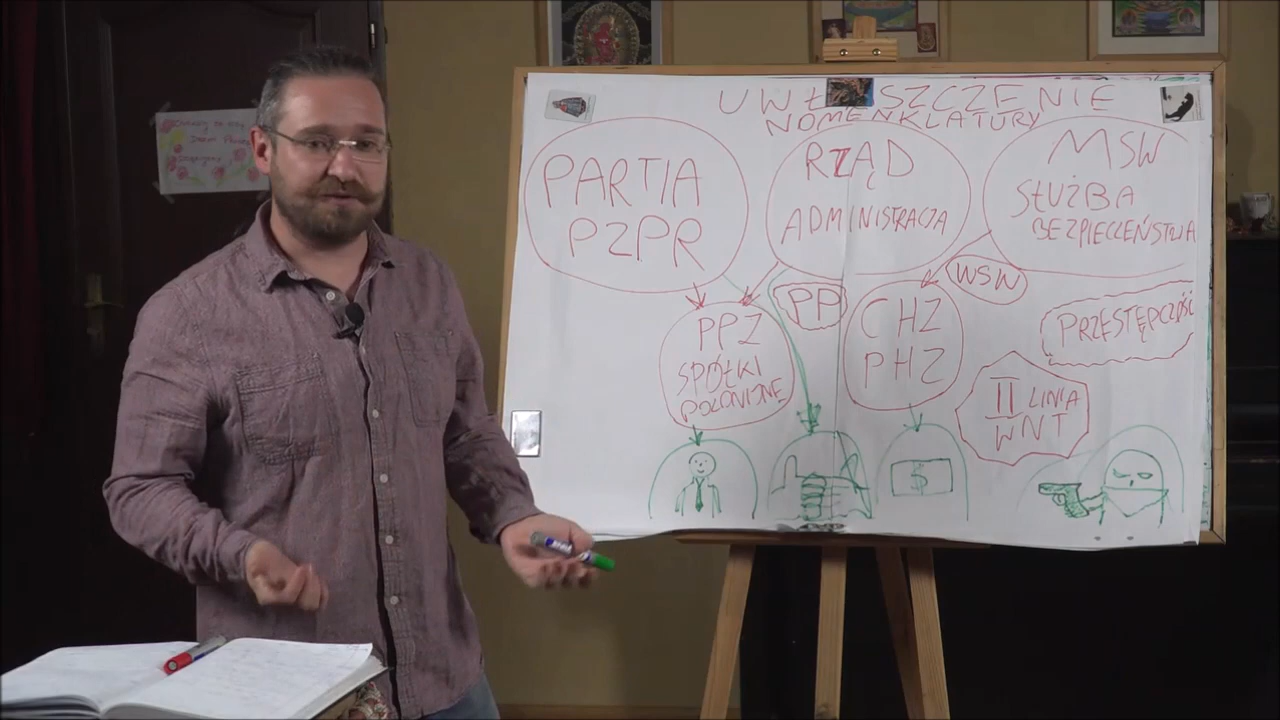 UWŁASZCZENIE
NOMENKLATURY
PARTIA
PZPR
RZĄD
I
ADMINISTRACJA
MSW
SŁUŻBA
BEZPIECZEŃSTWA
WSW
PPZ
SPÓŁKI
POLONIJNE
PP
CHZ
PHZ
PRZESTĘPCZOŚĆ
II LINIA
WNT
$